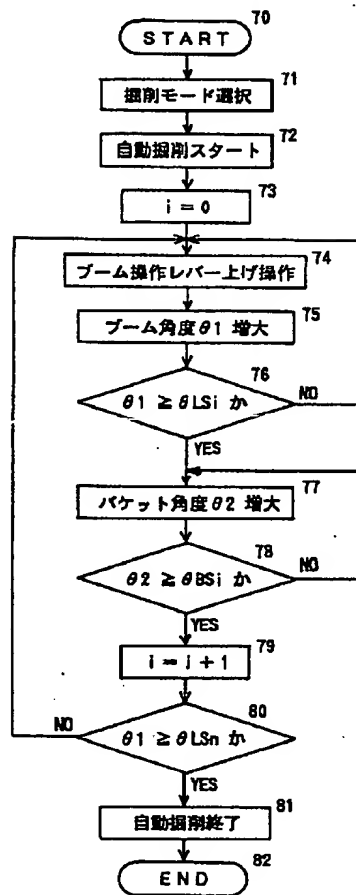 70
START
71
掘削モード選択
72
自動掘削スタート
73
i = 0
74
ブーム操作レバー上げ操作
75
ブーム角度θ1 増大
76
θ1 ≥ θLSi か
NO
YES
77
バケット角度θ2 増大
78
θ2 ≥ θBSi か
NO
YES
79
i = i + 1
80
NO
θ1 ≥ θLSn か
YES
81
自動掘削終了
82
END